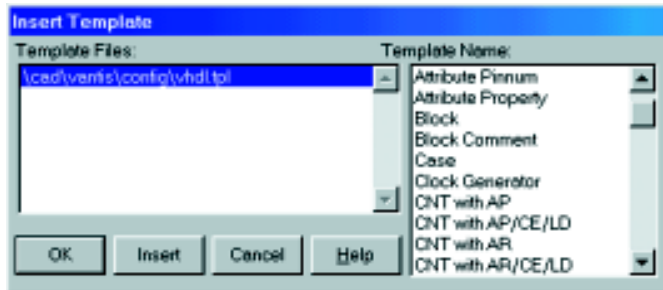 Insert Template
Template Files:
\cad\vantis\config\vhdl.tpl
Template Name:
Attribute Pinnum
Attribute Property
Block
Block Comment
Case
Clock Generator
CNT with AP
CNT with AP/CE/LD
CNT with AR
CNT with AR/CE/LD
OK
Insert
Cancel
Help